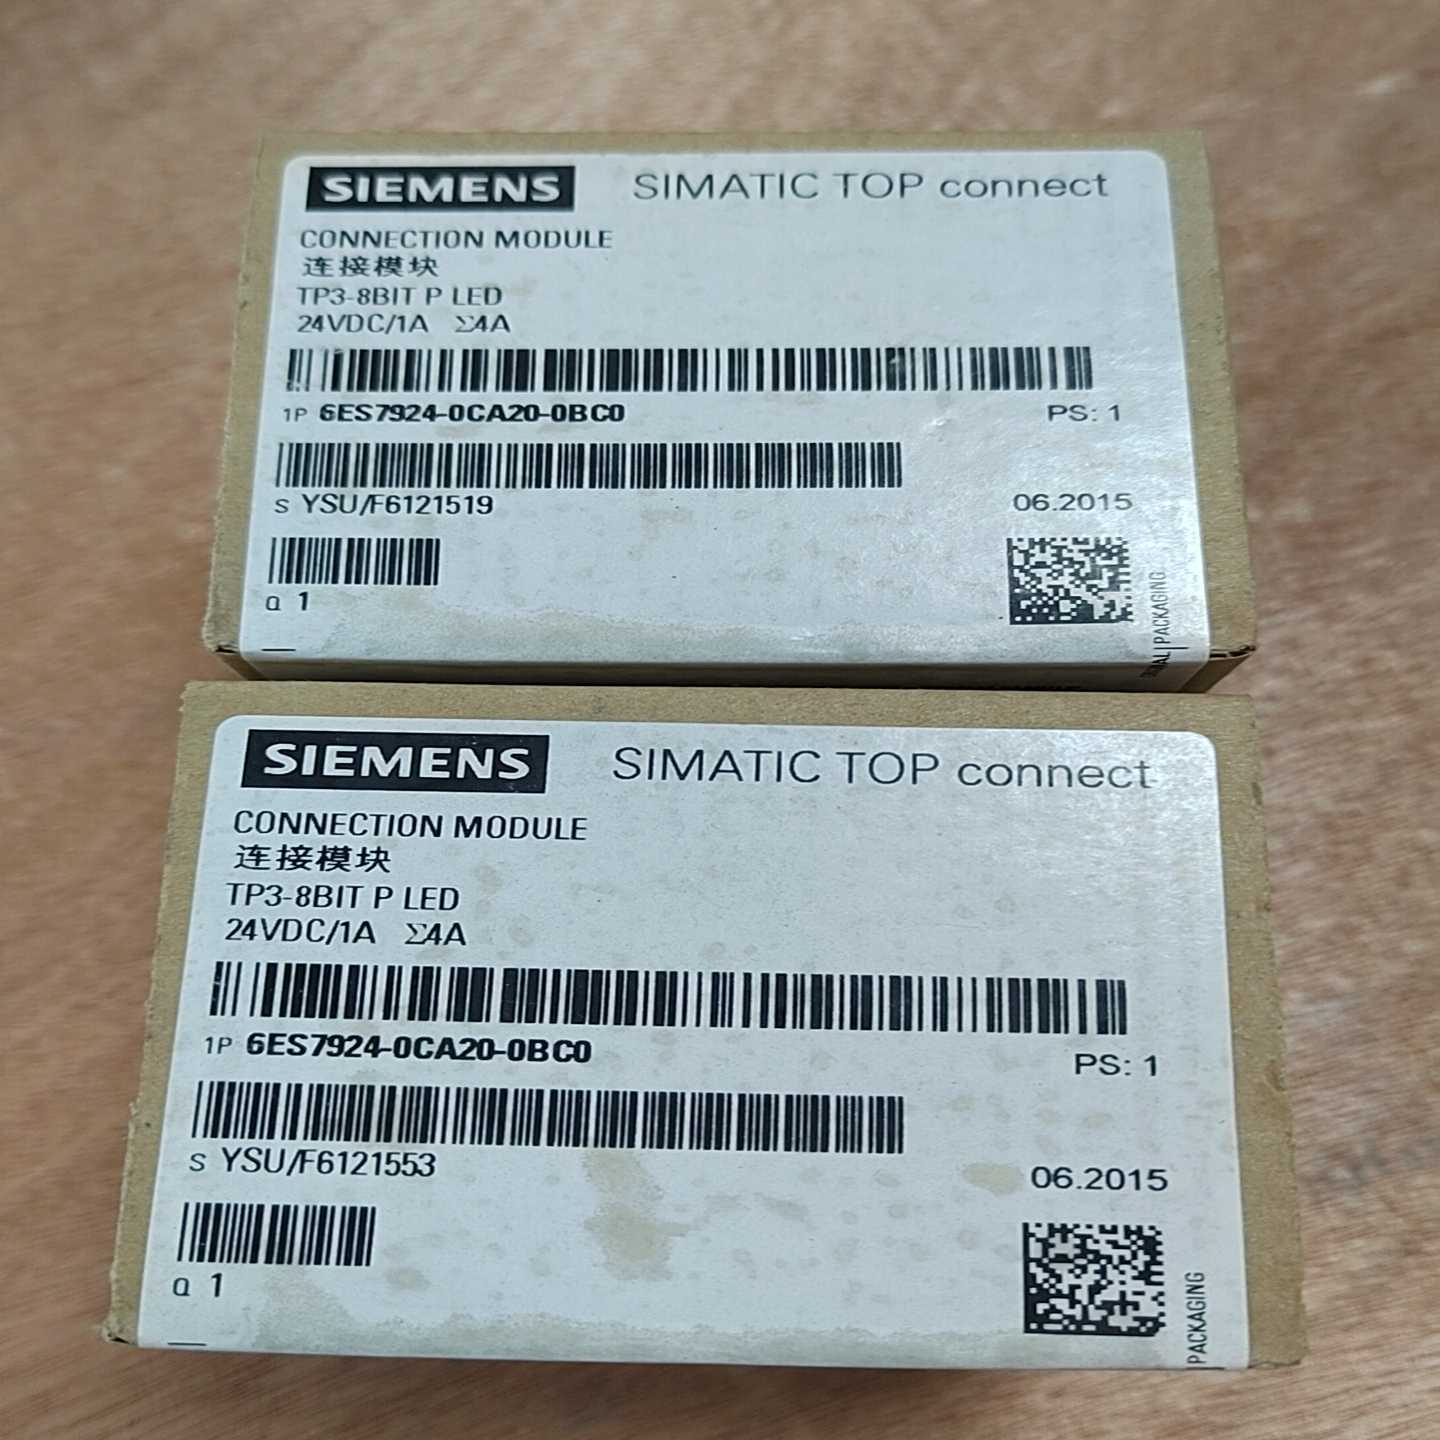 SIEMENS SIMATIC TOP connect
CONNECTION MODULE
连接模块
TP3-8BIT P LED
24VDC/1A Σ4A
1P 6ES7924-0CA20-0BC0 PS: 1
S YSU/F6121519 06.2015
Q 1
PACKAGING
SIEMENS SIMATIC TOP connect
CONNECTION MODULE
连接模块
TP3-8BIT P LED
24VDC/1A Σ4A
1P 6ES7924-0CA20-0BC0 PS: 1
S YSU/F6121553 06.2015
Q 1
PACKAGING